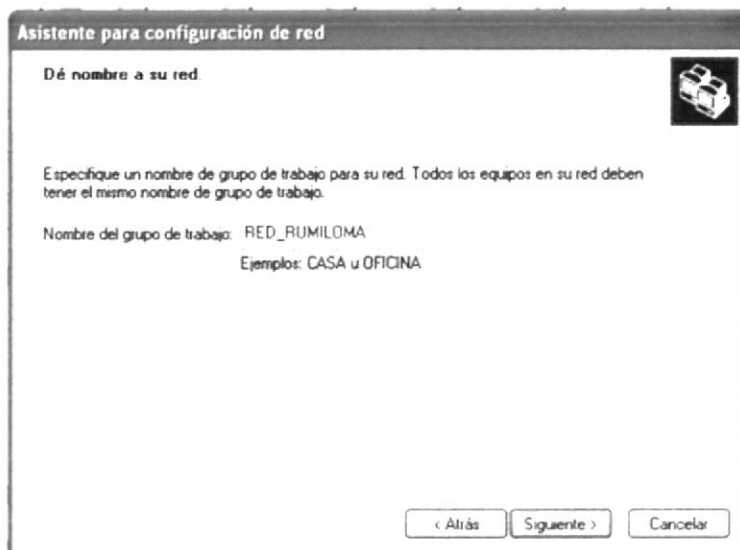 Asistente para configuración de red
Dé nombre a su red.
Especifique un nombre de grupo de trabajo para su red. Todos los equipos en su red deben
tener el mismo nombre de grupo de trabajo.
Nombre del grupo de trabajo: RED_RUMILOMA
Ejemplos: CASA u OFICINA
< Atrás Siguiente > Cancelar